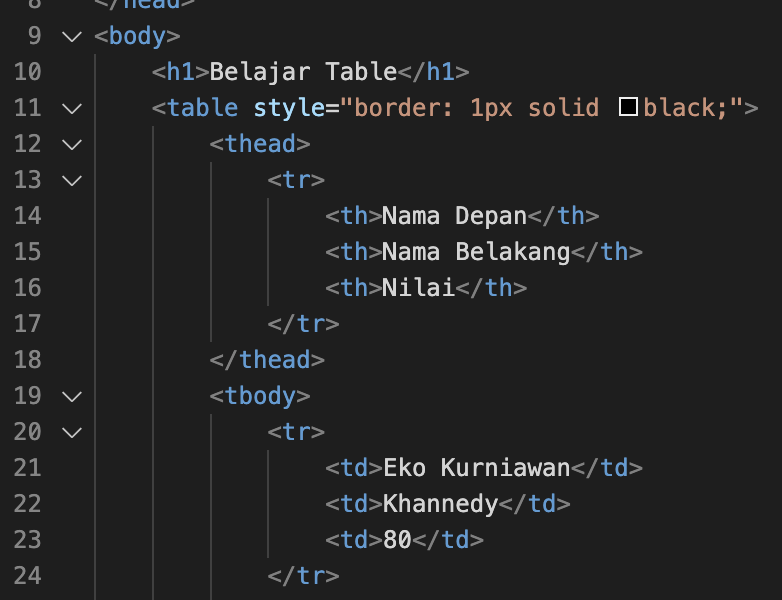 8 </head>
9 <body>
10 <h1>Belajar Table</h1>
11 <table style="border: 1px solid black;">
12 <thead>
13 <tr>
14 <th>Nama Depan</th>
15 <th>Nama Belakang</th>
16 <th>Nilai</th>
17 </tr>
18 </thead>
19 <tbody>
20 <tr>
21 <td>Eko Kurniawan</td>
22 <td>Khannedy</td>
23 <td>80</td>
24 </tr>